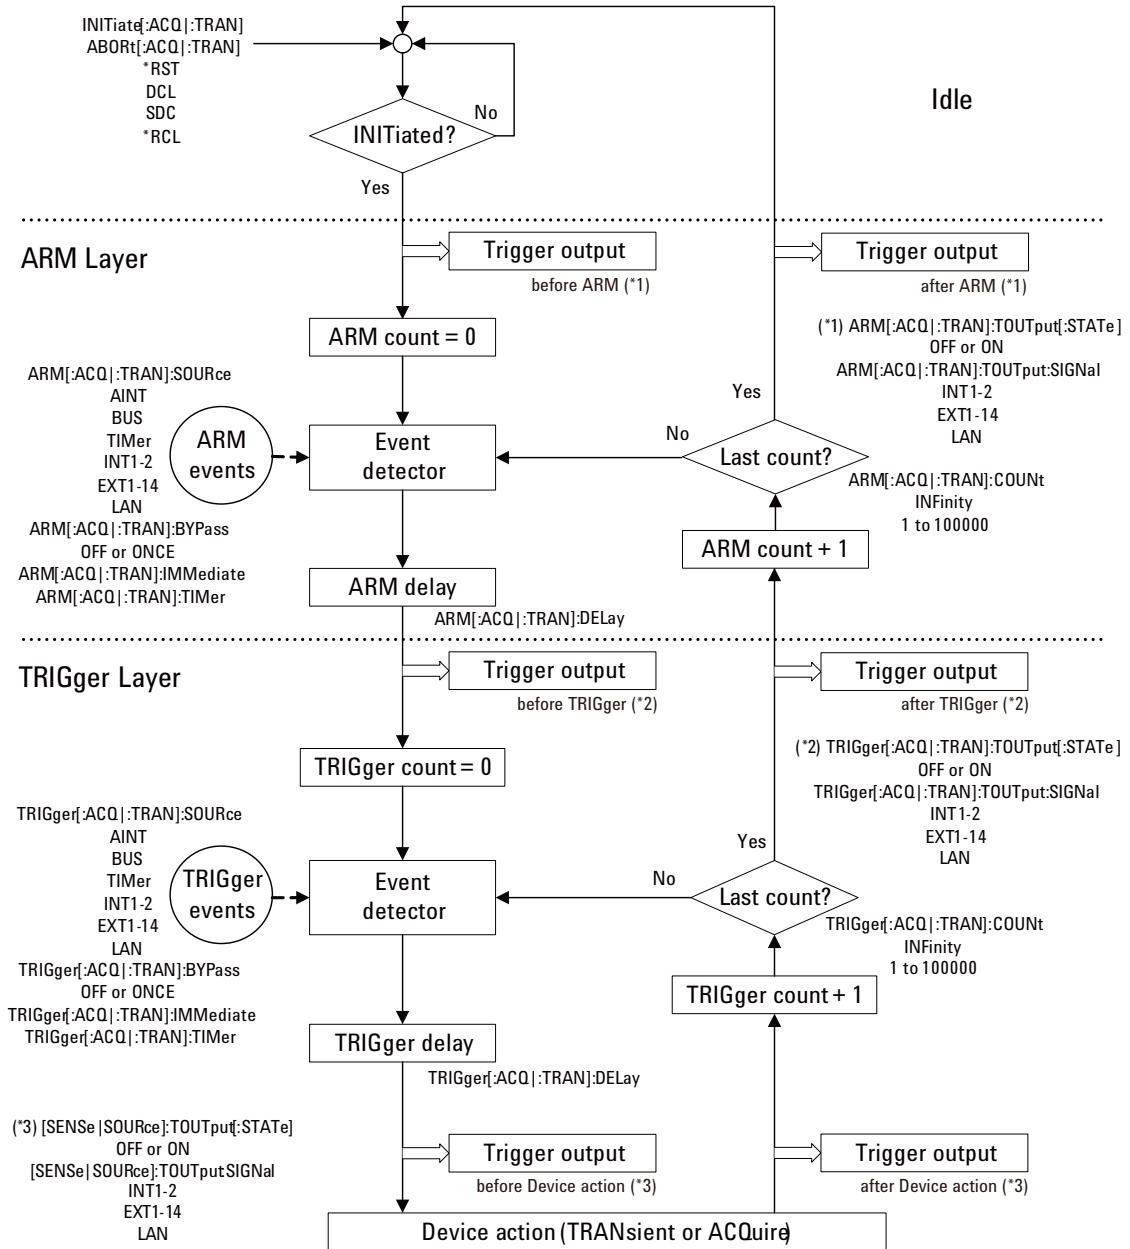 INITiate[:ACQ|:TRAN]
ABORt[:ACQ|:TRAN]
*RST
DCL
SDC
*RCL
Idle
No
INITiated?
Yes
ARM Layer
Trigger output
before ARM (*1)
Trigger output
after ARM (*1)
ARM count = 0
(*1) ARM[:ACQ|:TRAN]:TOUTput[:STATe]
OFF or ON
ARM[:ACQ|:TRAN]:TOUTput:SIGNal
INT1-2
EXT1-14
LAN
ARM[:ACQ|:TRAN]:SOURce
AINT
BUS
TIMer
INT1-2
EXT1-14
LAN
ARM[:ACQ|:TRAN]:BYPass
OFF or ONCE
ARM[:ACQ|:TRAN]:IMMediate
ARM[:ACQ|:TRAN]:TIMer
ARM
events
Event
detector
No
Yes
Last count?
ARM[:ACQ|:TRAN]:COUNt
INFinity
1 to 100000
ARM count + 1
ARM delay
ARM[:ACQ|:TRAN]:DELay
TRIGger Layer
Trigger output
before TRIGger (*2)
Trigger output
after TRIGger (*2)
TRIGger count = 0
(*2) TRIGger[:ACQ|:TRAN]:TOUTput[:STATe]
OFF or ON
TRIGger[:ACQ|:TRAN]:TOUTput:SIGNal
INT1-2
EXT1-14
LAN
TRIGger[:ACQ|:TRAN]:SOURce
AINT
BUS
TIMer
INT1-2
EXT1-14
LAN
TRIGger[:ACQ|:TRAN]:BYPass
OFF or ONCE
TRIGger[:ACQ|:TRAN]:IMMediate
TRIGger[:ACQ|:TRAN]:TIMer
TRIGger
events
Event
detector
No
Yes
Last count?
TRIGger[:ACQ|:TRAN]:COUNt
INFinity
1 to 100000
TRIGger count + 1
TRIGger delay
TRIGger[:ACQ|:TRAN]:DELay
(*3) [SENSe|SOURce]:TOUTput[:STATe]
OFF or ON
[SENSe|SOURce]:TOUTput:SIGNal
INT1-2
EXT1-14
LAN
Trigger output
before Device action (*3)
Trigger output
after Device action (*3)
Device action (TRANsient or ACQuire)